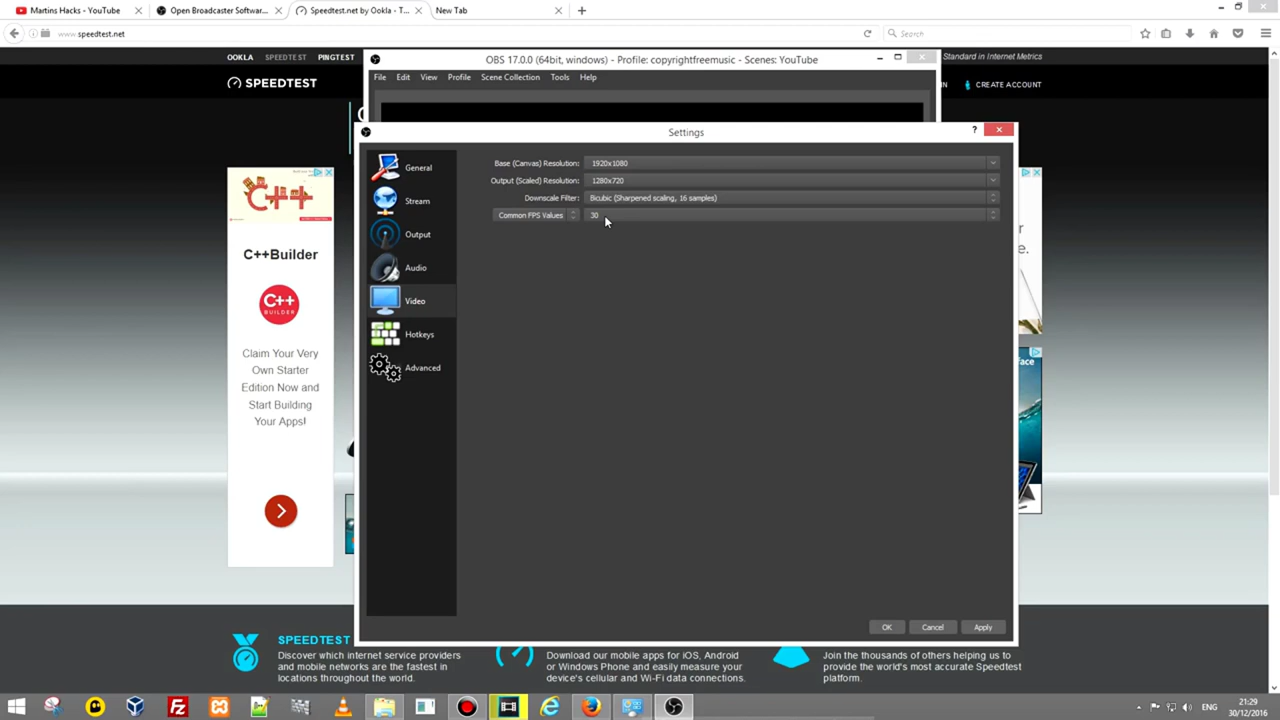 Martins Hacks - YouTube
Open Broadcaster Softwar...
Speedtest.net by Ookla - T...
New Tab
www.speedtest.net
Search
OOKLA SPEEDTEST PINGTEST
Standard in Internet Metrics
SPEEDTEST
IN CREATE ACCOUNT
OBS 17.0.0 (64bit, windows) - Profile: copyrightfreemusic - Scenes: YouTube
File Edit View Profile Scene Collection Tools Help
Settings
General
Stream
Output
Audio
Video
Hotkeys
Advanced
Base (Canvas) Resolution: 1920x1080
Output (Scaled) Resolution: 1280x720
Downscale Filter: Bicubic (Sharpened scaling, 16 samples)
Common FPS Values 30
OK Cancel Apply
C++
C++Builder
C++
BUILDER
Claim Your Very
Own Starter
Edition Now and
Start Building
Your Apps!
SPEEDTEST
Discover which internet service providers
and mobile networks are the fastest in
locations throughout the world.
Download our mobile apps for iOS, Android
or Windows Phone and easily measure your
device's cellular and Wi-Fi data connections.
Join the thousands of others helping us to
provide the world's most accurate Speedtest
platform.
ENG
21:29
30/12/2016